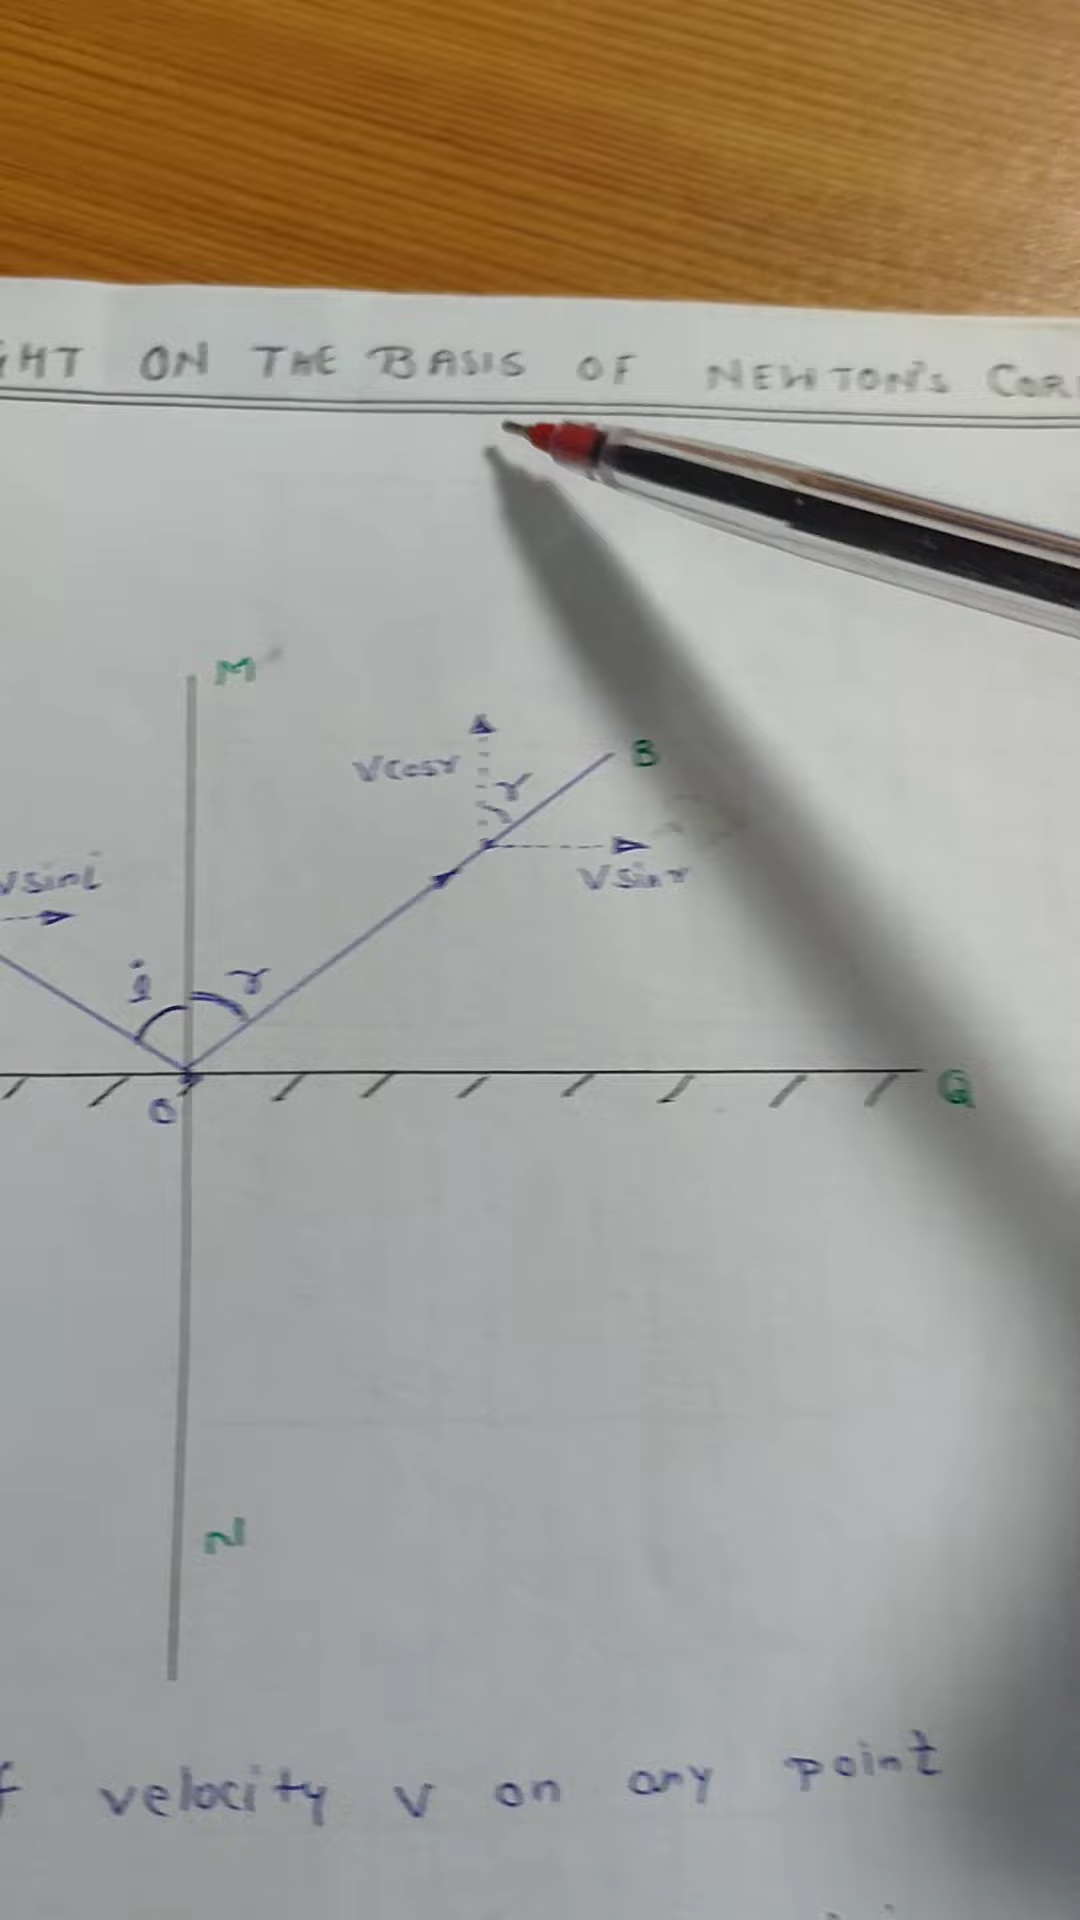 ON THE BASIS OF NEWTON'S
M
B
Vcosr
r
Vsinr
Vsini
i
r
O
Q
N
velocity v on any point